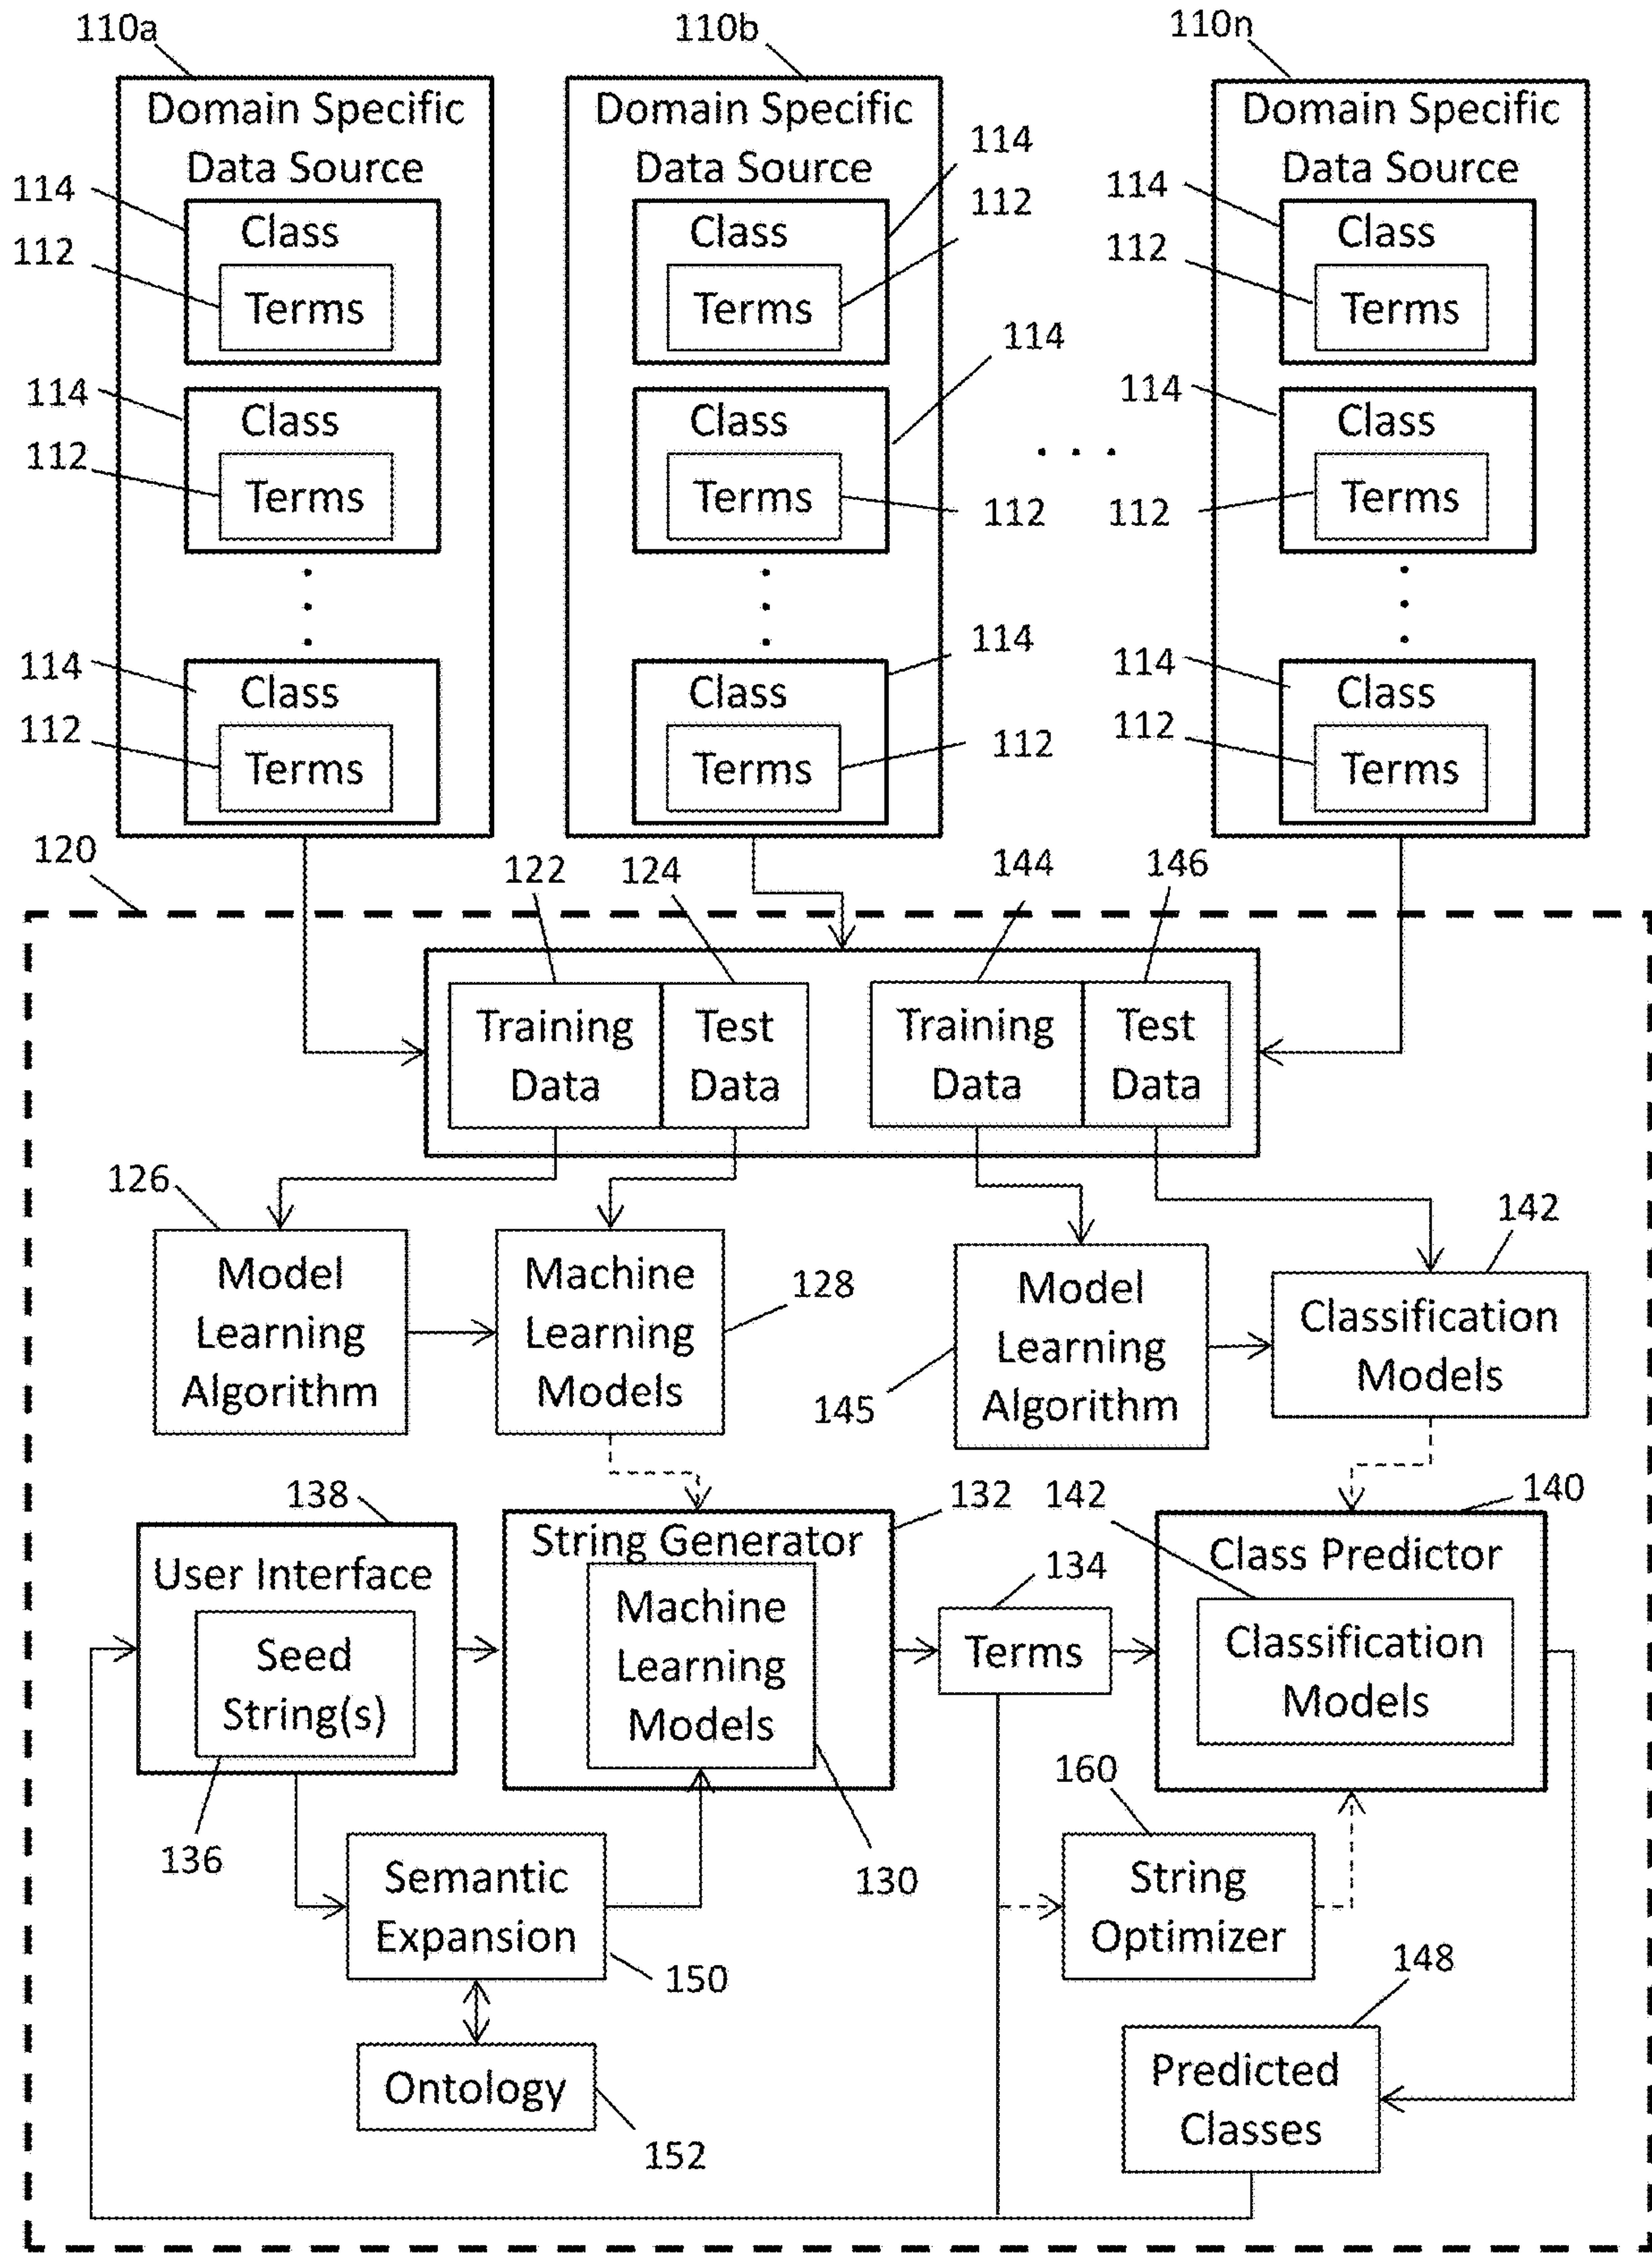 110a
110b
110n
Domain Specific
Data Source
Domain Specific
Data Source
Domain Specific
Data Source
114
Class
112
Terms
114
Class
112
Terms
114
Class
112
Terms
114
Class
112
Terms
114
Class
112
Terms
. . .
114
Class
112
Terms
114
Class
112
Terms
114
Class
112
Terms
114
Class
112
Terms
120
122
124
144
146
Training
Data
Test
Data
Training
Data
Test
Data
126
Model
Learning
Algorithm
Machine
Learning
Models
128
Model
Learning
Algorithm
145
142
Classification
Models
138
User Interface
Seed
String(s)
136
132
String Generator
Machine
Learning
Models
130
134
Terms
142
140
Class Predictor
Classification
Models
Semantic
Expansion
150
160
String
Optimizer
Ontology
152
148
Predicted
Classes